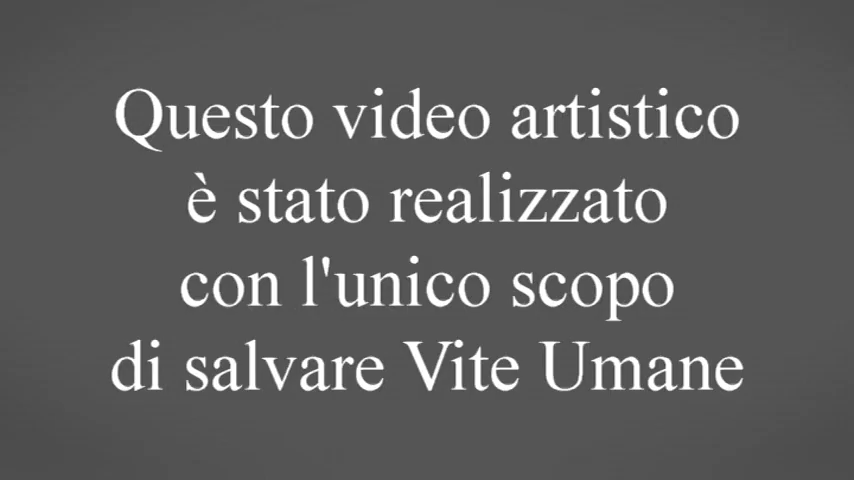 Questo video artistico
è stato realizzato
con l'unico scopo
di salvare Vite Umane